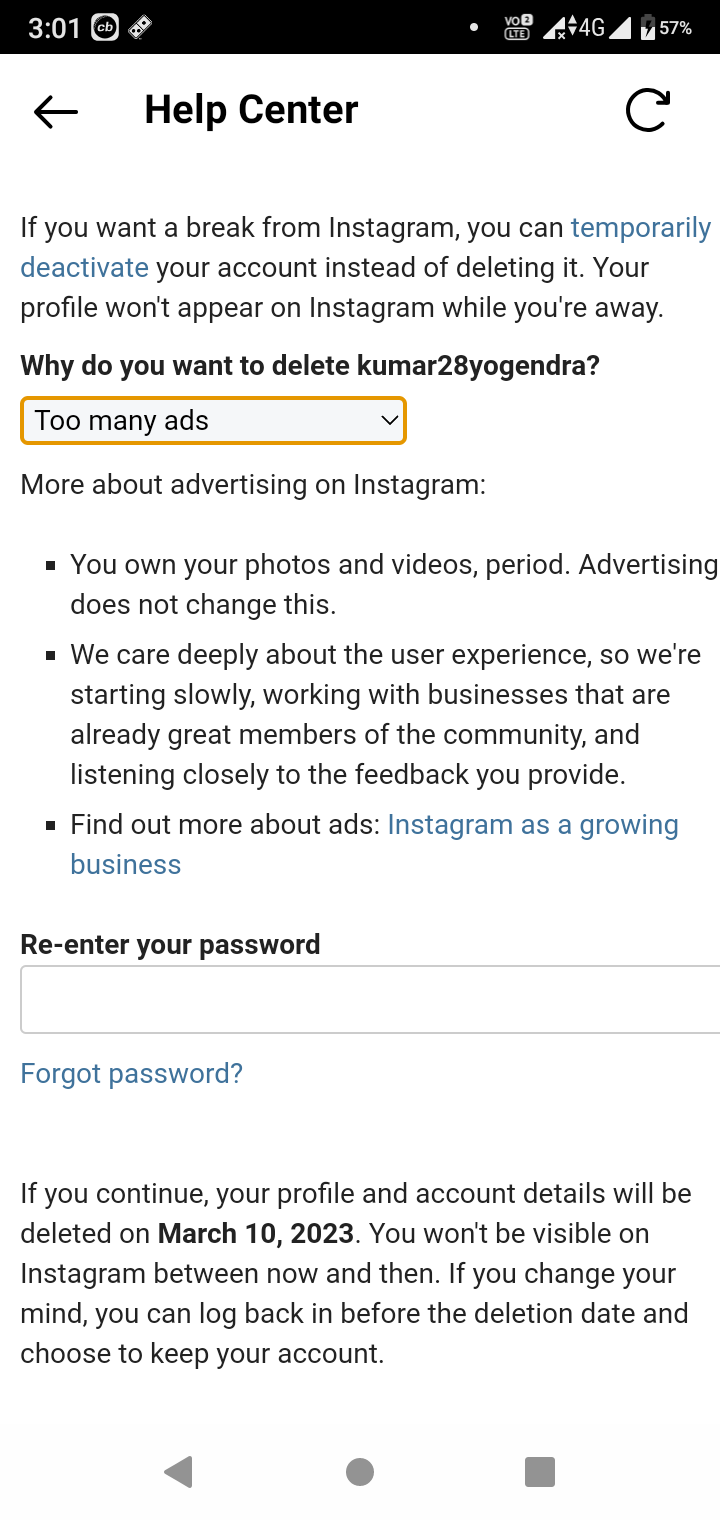 3:01 cb VO 2 LTE 4G 57%
Help Center
If you want a break from Instagram, you can temporarily
deactivate your account instead of deleting it. Your
profile won't appear on Instagram while you're away.
Why do you want to delete kumar28yogendra?
Too many ads
More about advertising on Instagram:
You own your photos and videos, period. Advertising
does not change this.
We care deeply about the user experience, so we're
starting slowly, working with businesses that are
already great members of the community, and
listening closely to the feedback you provide.
Find out more about ads: Instagram as a growing
business
Re-enter your password
Forgot password?
If you continue, your profile and account details will be
deleted on March 10, 2023. You won't be visible on
Instagram between now and then. If you change your
mind, you can log back in before the deletion date and
choose to keep your account.